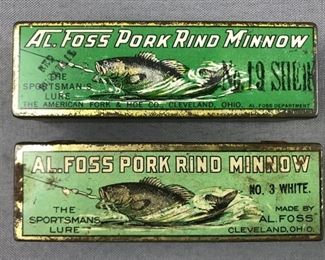 AL. FOSS PORK RIND MINNOW
THE
SPORTSMAN'S
LURE
No. 19 SHER
THE AMERICAN FORK & HOE CO., CLEVELAND, OHIO. AL. FOSS DEPARTMENT
AL. FOSS PORK RIND MINNOW
NO. 3 WHITE.
THE
SPORTSMANS
LURE
MADE BY
AL. FOSS
CLEVELAND, OHIO.